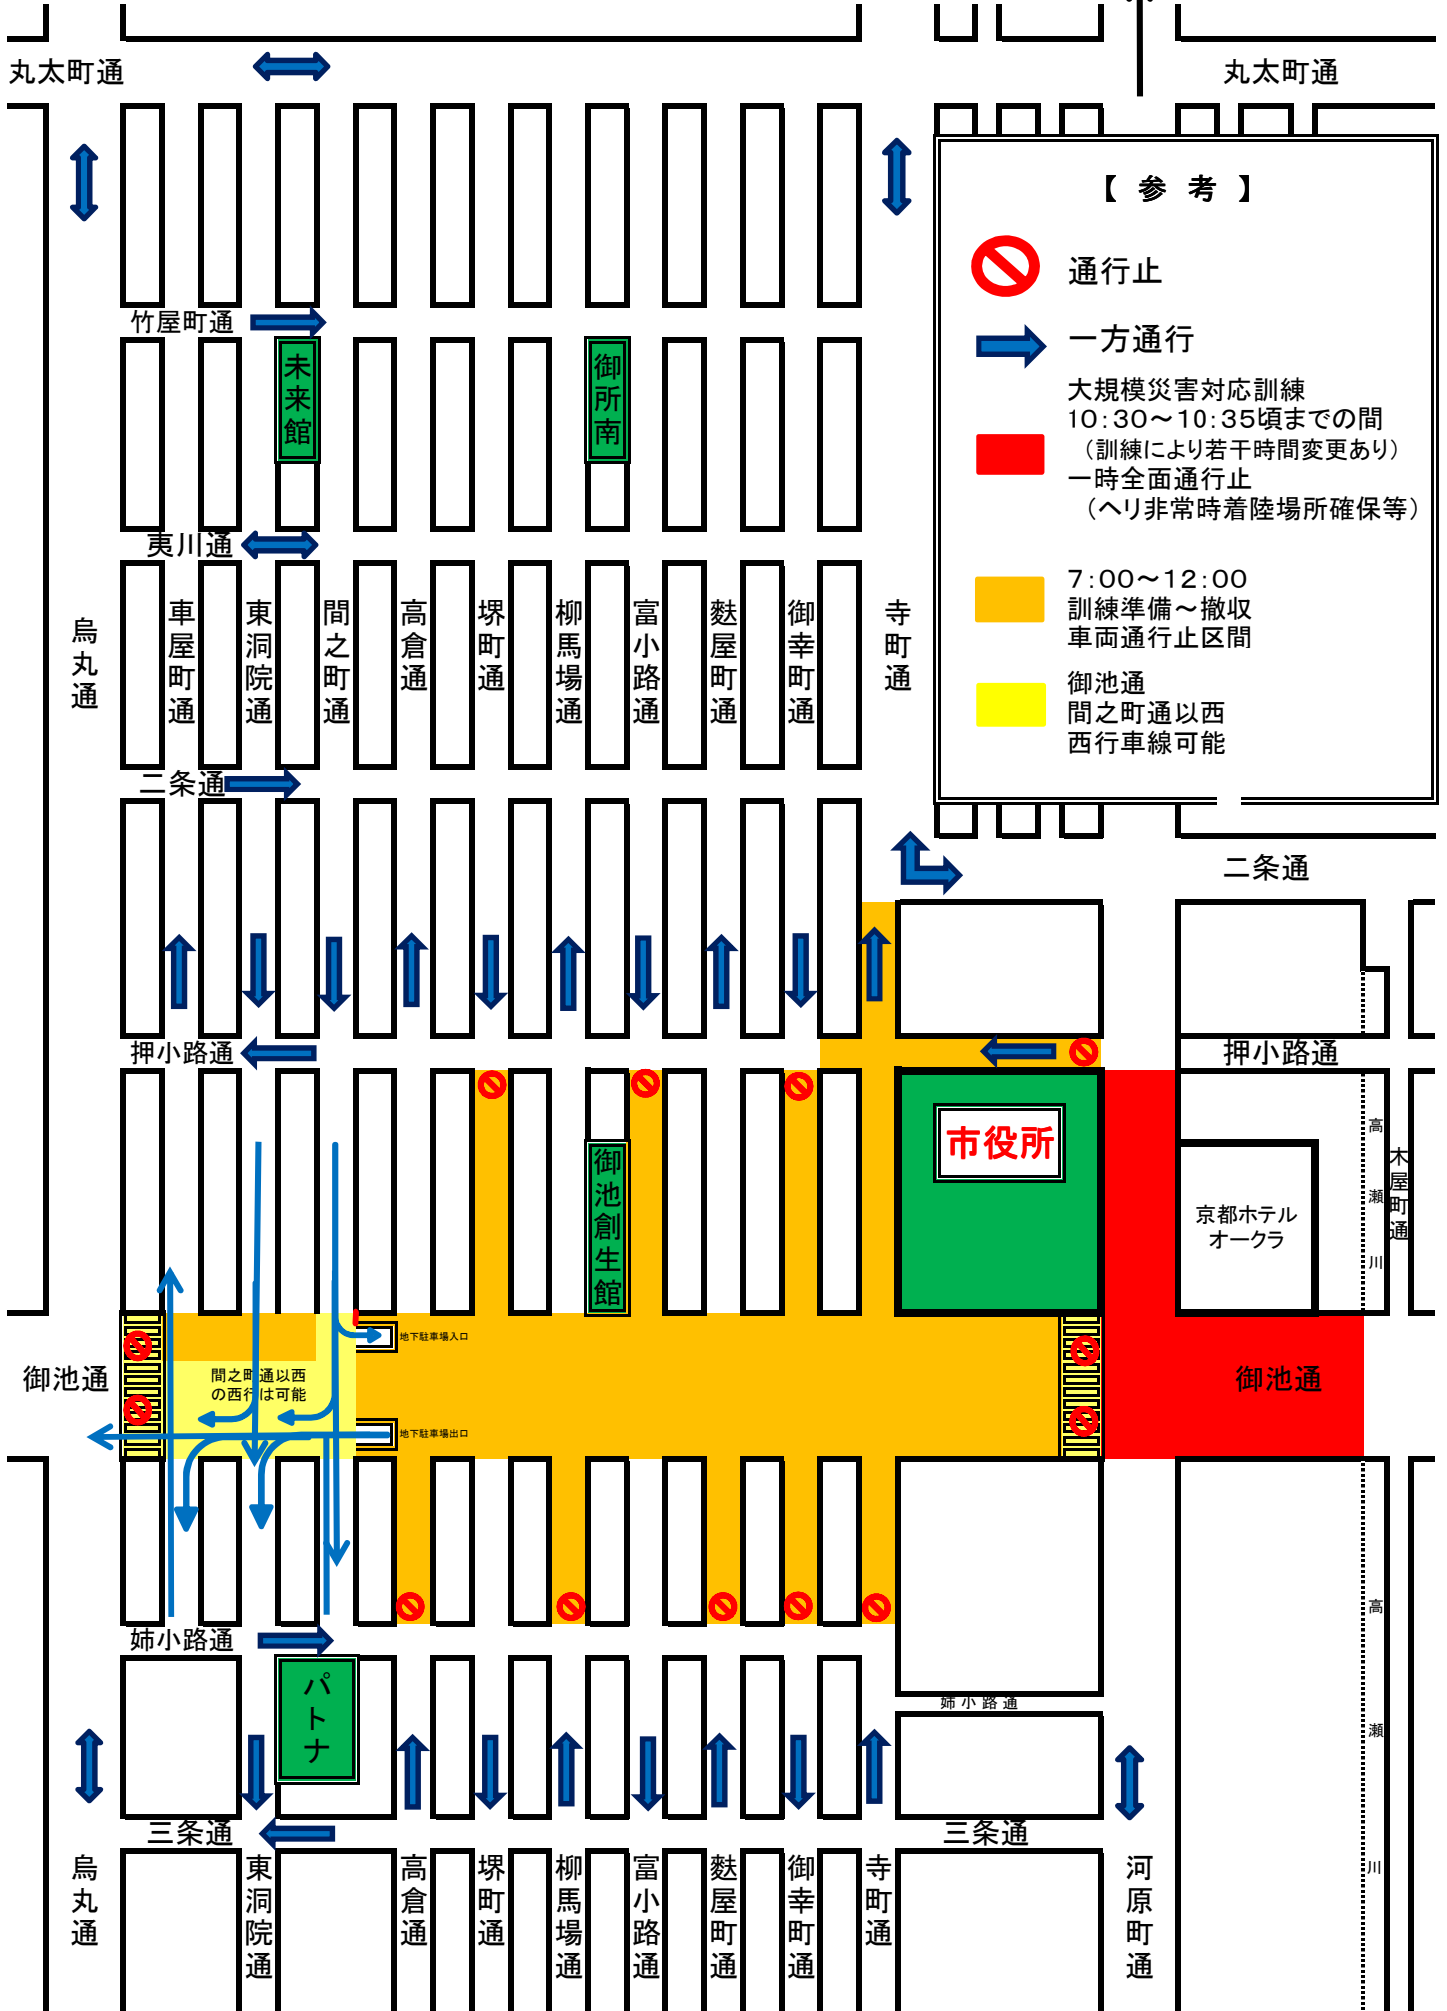 丸太町通
丸太町通
【 参 考 】
通行止
一方通行
大規模災害対応訓練
10:30～10:35頃までの間
（訓練により若干時間変更あり）
一時全面通行止
（ヘリ非常時着陸場所確保等）
7:00～12:00
訓練準備～撤収
車両通行止区間
御池通
間之町通以西
西行車線可能
竹屋町通
未来館
御所南
夷川通
烏丸通
車屋町通
東洞院通
間之町通
高倉通
堺町通
柳馬場通
富小路通
麩屋町通
御幸町通
寺町通
二条通
二条通
押小路通
押小路通
市役所
御池創生館
京都ホテル
オークラ
高瀬川
木屋町通
地下駐車場入口
御池通
間之町通以西
の西行は可能
御池通
地下駐車場出口
姉小路通
パトナ
姉小路通
高瀬川
三条通
三条通
烏丸通
東洞院通
高倉通
堺町通
柳馬場通
富小路通
麩屋町通
御幸町通
寺町通
河原町通